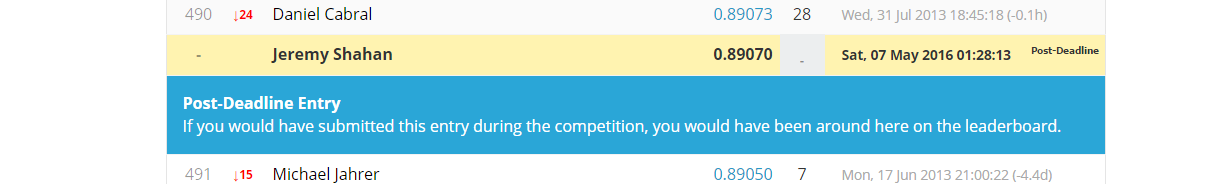 490 ↓24 Daniel Cabral 0.89073 28 Wed, 31 Jul 2013 18:45:18 (-0.1h)
- Jeremy Shahan 0.89070 - Sat, 07 May 2016 01:28:13 Post-Deadline
Post-Deadline Entry
If you would have submitted this entry during the competition, you would have been around here on the leaderboard.
491 ↓15 Michael Jahrer 0.89050 7 Mon, 17 Jun 2013 21:00:22 (-4.4d)